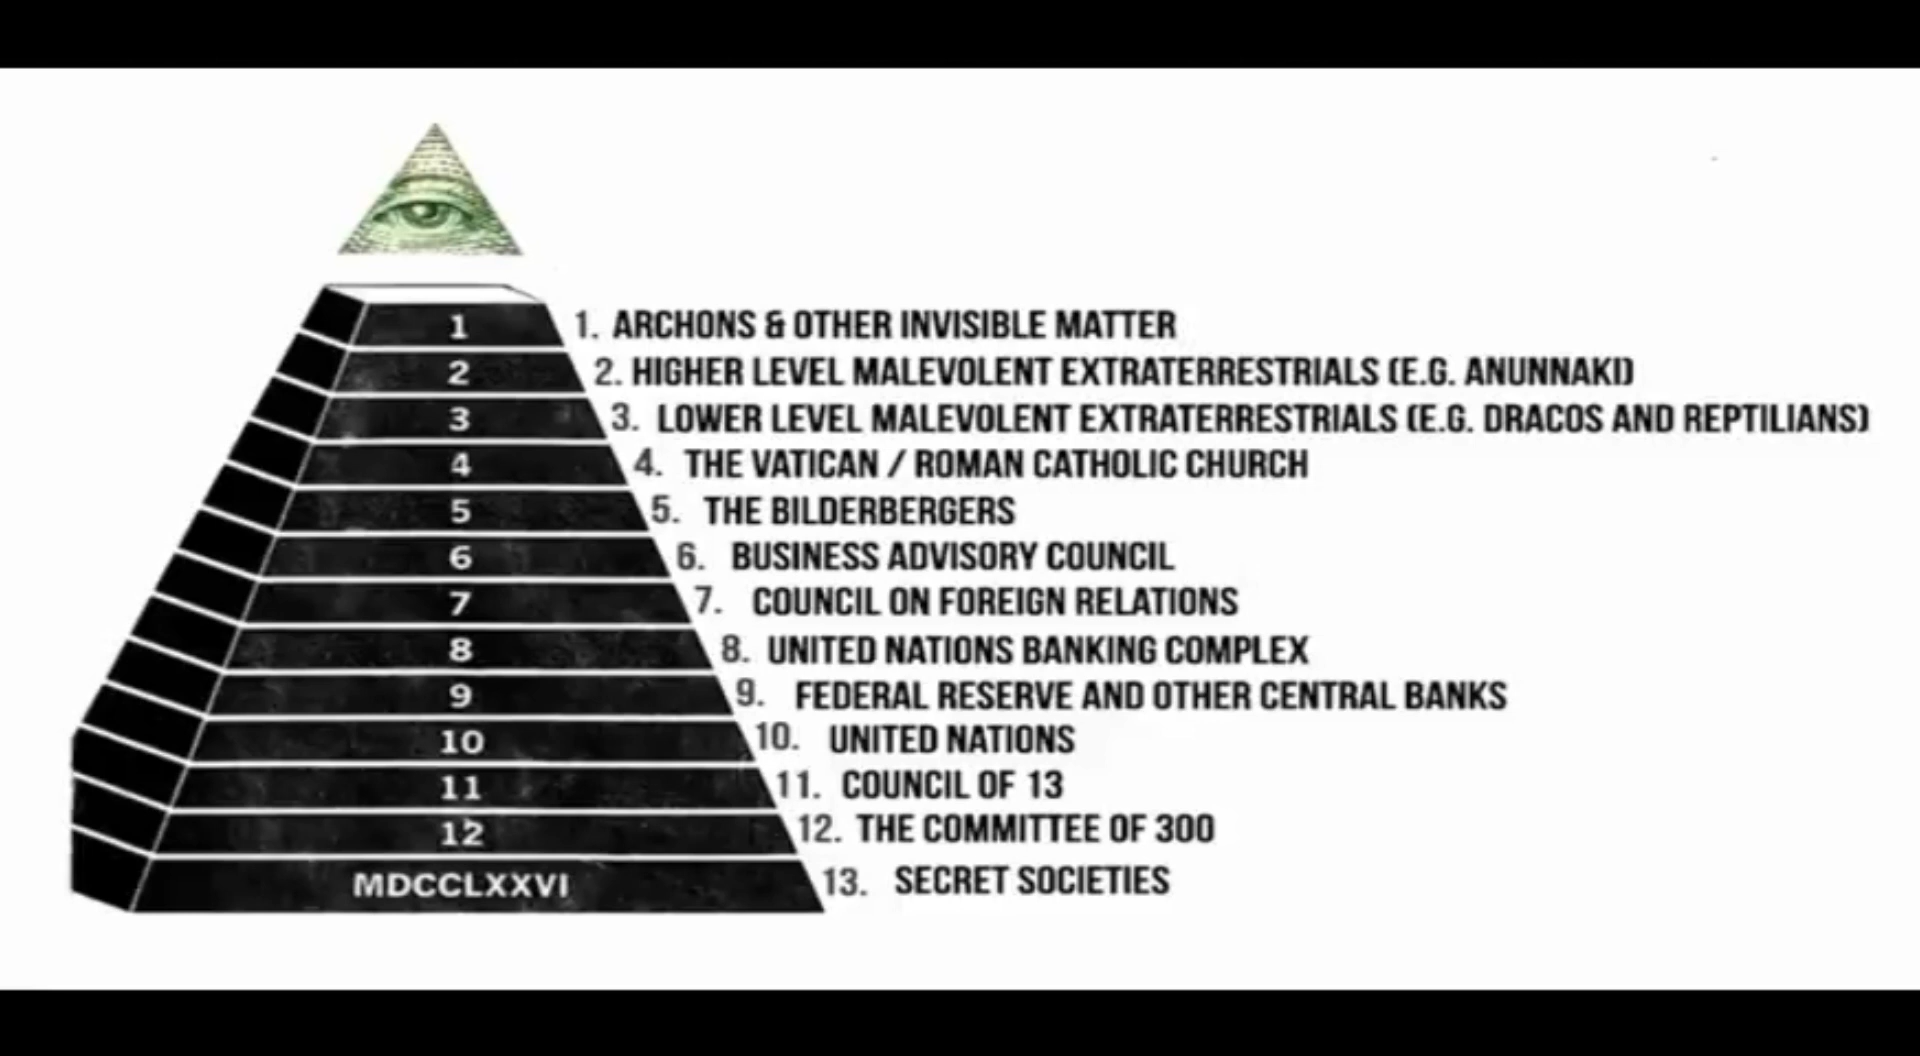 1 1. ARCHONS & OTHER INVISIBLE MATTER
2 2. HIGHER LEVEL MALEVOLENT EXTRATERRESTRIALS (E.G. ANUNNAKI)
3 3. LOWER LEVEL MALEVOLENT EXTRATERRESTRIALS (E.G. DRACOS AND REPTILIANS)
4 4. THE VATICAN / ROMAN CATHOLIC CHURCH
5 5. THE BILDERBERGERS
6 6. BUSINESS ADVISORY COUNCIL
7 7. COUNCIL ON FOREIGN RELATIONS
8 8. UNITED NATIONS BANKING COMPLEX
9 9. FEDERAL RESERVE AND OTHER CENTRAL BANKS
10 10. UNITED NATIONS
11 11. COUNCIL OF 13
12 12. THE COMMITTEE OF 300
MDCCLXXVI 13. SECRET SOCIETIES